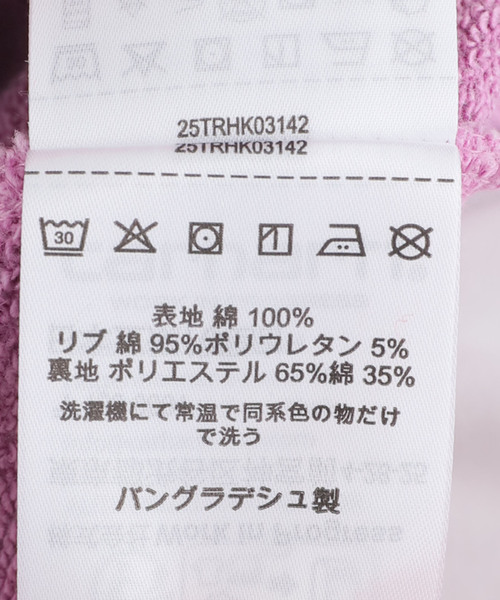 25TRHK03142
25TRHK03142
30
表地 綿 100%
リブ 綿 95%ポリウレタン 5%
裏地 ポリエステル 65%綿 35%
洗濯機にて常温で同系色の物だけ
で洗う
バングラデシュ製